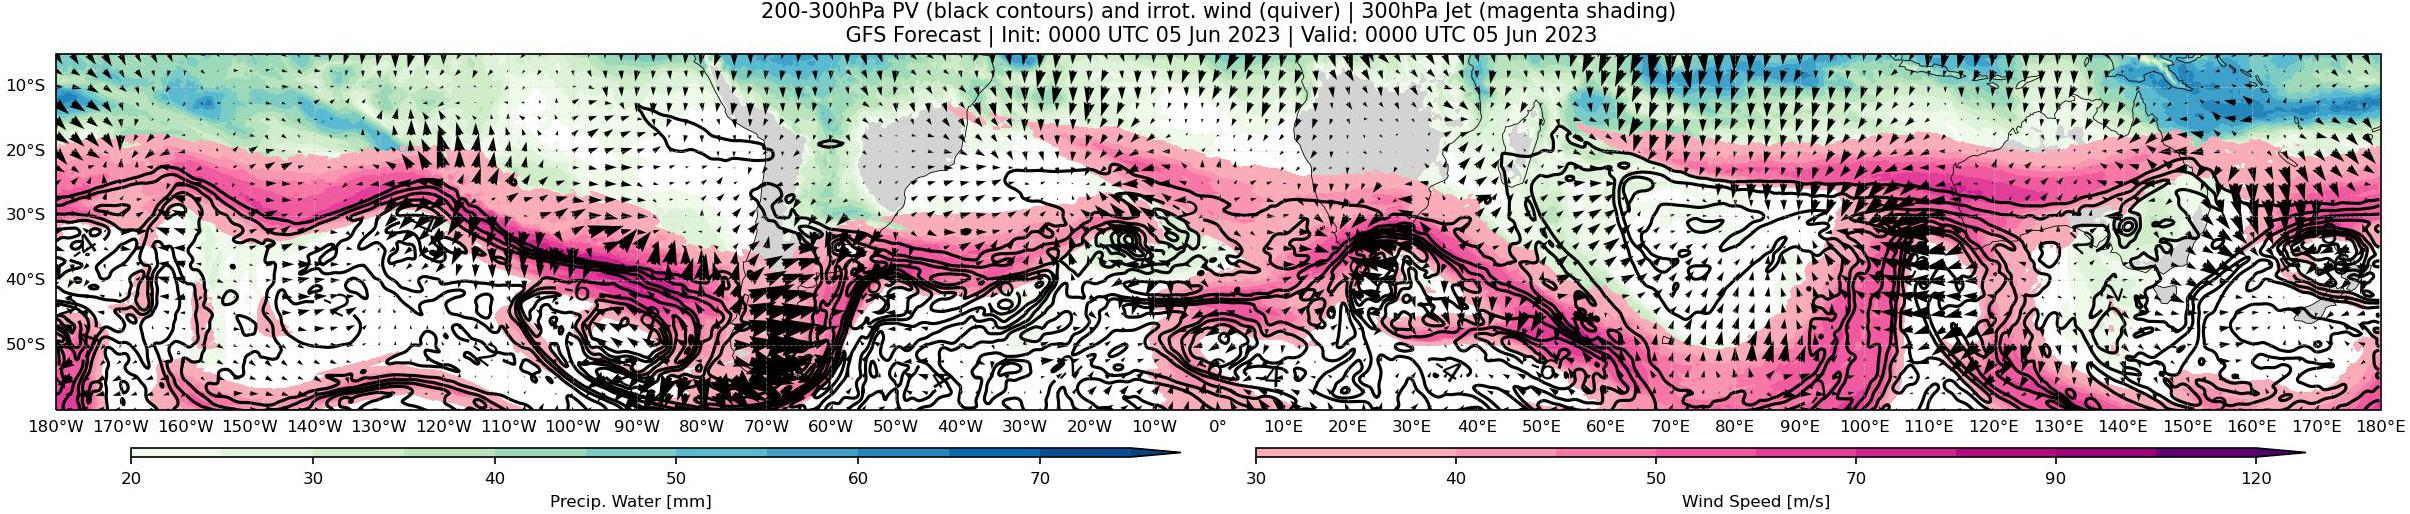 200-300hPa PV (black contours) and irrot. wind (quiver) | 300hPa Jet (magenta shading)
GFS Forecast | Init: 0000 UTC 05 Jun 2023 | Valid: 0000 UTC 05 Jun 2023
10°S
20°S
30°S
40°S
50°S
180°W 170°W 160°W 150°W 140°W 130°W 120°W 110°W 100°W 90°W 80°W 70°W 60°W 50°W 40°W 30°W 20°W 10°W 0° 10°E 20°E 30°E 40°E 50°E 60°E 70°E 80°E 90°E 100°E 110°E 120°E 130°E 140°E 150°E 160°E 170°E 180°E
20 30 40 50 60 70
Precip. Water [mm]
30 40 50 70 90 120
Wind Speed [m/s]